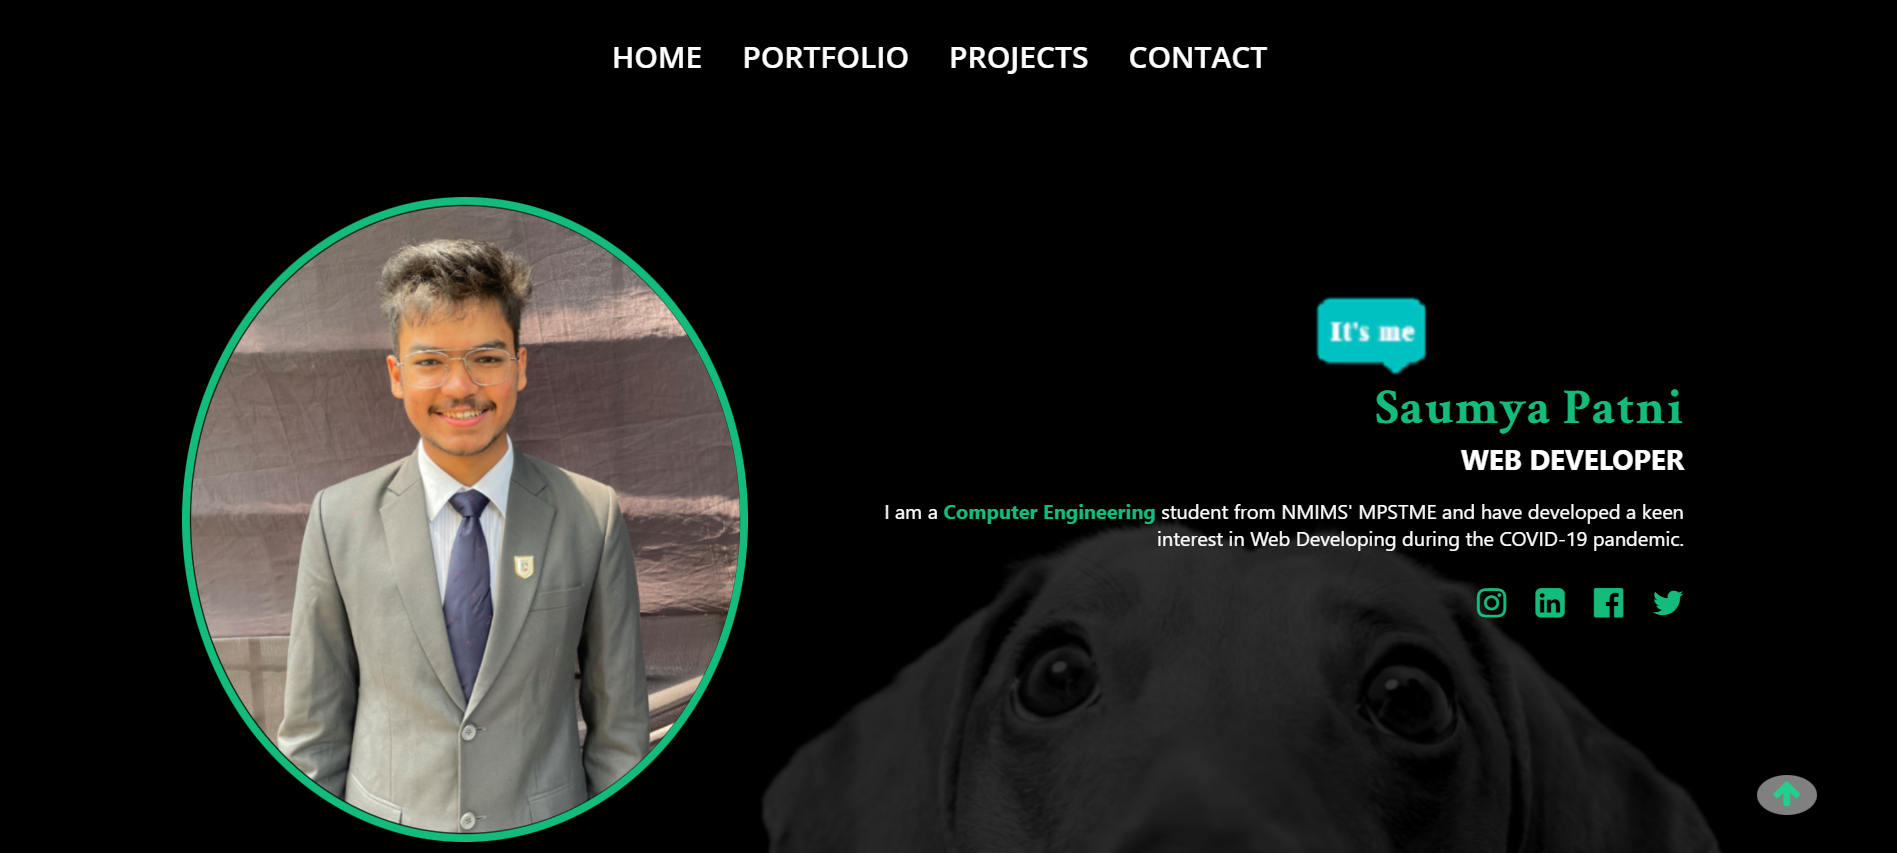 HOME PORTFOLIO PROJECTS CONTACT
It's me
Saumya Patni
WEB DEVELOPER
I am a Computer Engineering student from NMIMS' MPSTME and have developed a keen
interest in Web Developing during the COVID-19 pandemic.